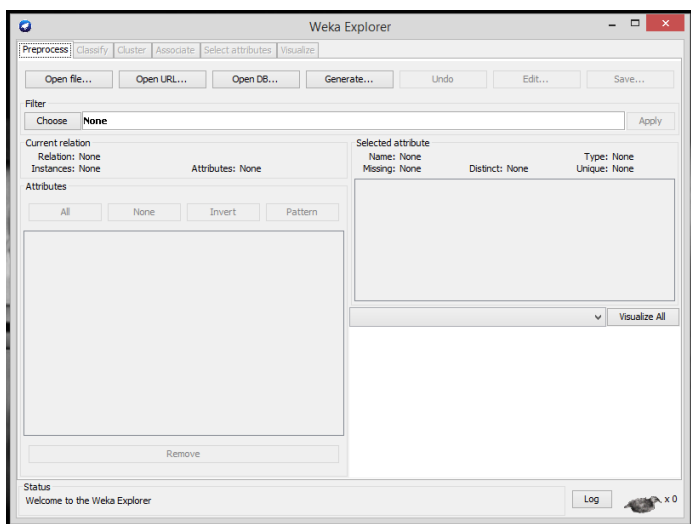 Weka Explorer
Preprocess Classify Cluster Associate Select attributes Visualize
Open file... Open URL... Open DB... Generate... Undo Edit... Save...
Filter
Choose None Apply
Current relation
Relation: None
Instances: None Attributes: None
Attributes
All None Invert Pattern
Remove
Selected attribute
Name: None Type: None
Missing: None Distinct: None Unique: None
Visualize All
Status
Welcome to the Weka Explorer
Log x 0